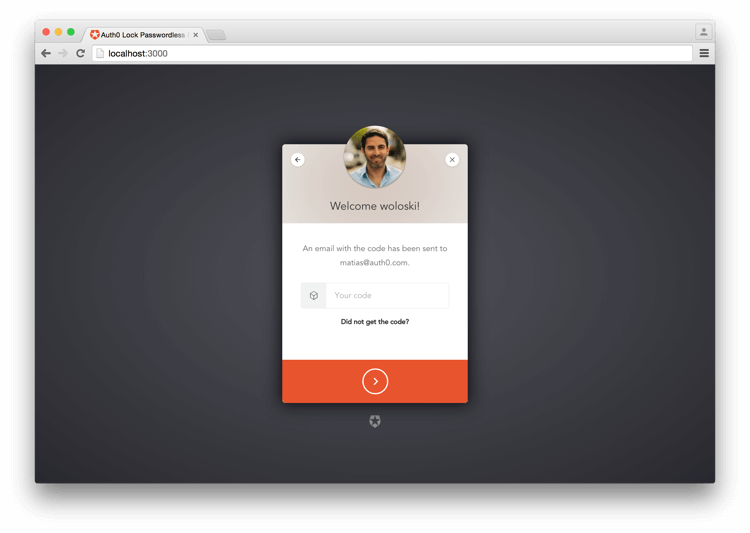 Auth0 Lock Passwordless
localhost:3000
Welcome woloski!
An email with the code has been sent to
matias@auth0.com.
Your code
Did not get the code?